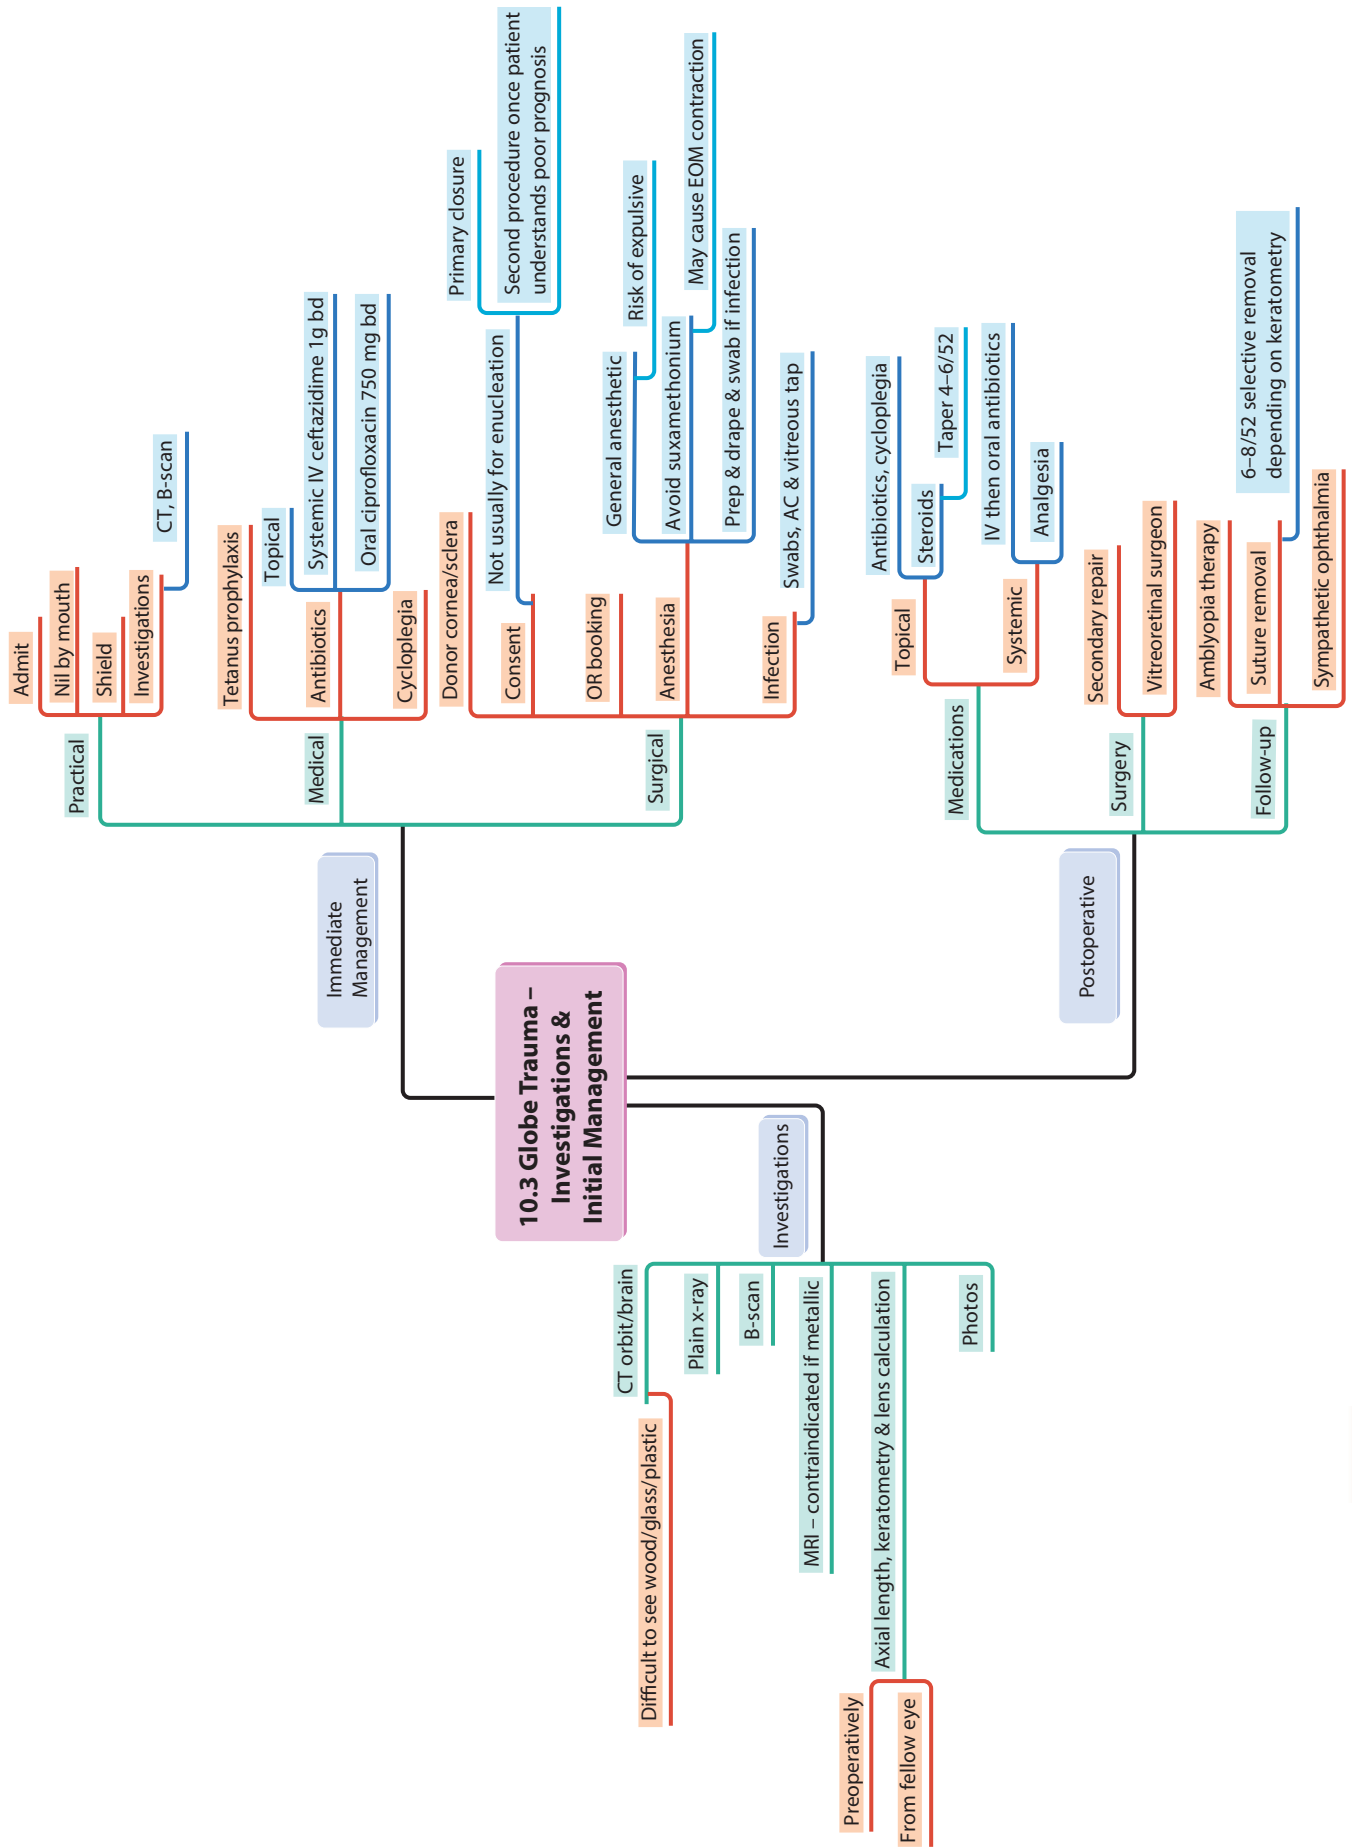 10.3 Globe Trauma –
Investigations &
Initial Management
Immediate
Management
Practical
Admit
Nil by mouth
Shield
Investigations
CT, B-scan
Medical
Tetanus prophylaxis
Antibiotics
Topical
Systemic IV ceftazidime 1g bd
Oral ciprofloxacin 750 mg bd
Cycloplegia
Surgical
Donor cornea/sclera
Consent
Not usually for enucleation
Primary closure
Second procedure once patient
understands poor prognosis
OR booking
Anesthesia
General anesthetic
Risk of expulsive
Avoid suxamethonium
May cause EOM contraction
Prep & drape & swab if infection
Infection
Swabs, AC & vitreous tap
Investigations
CT orbit/brain
Difficult to see wood/glass/plastic
Plain x-ray
B-scan
MRI – contraindicated if metallic
Axial length, keratometry & lens calculation
Preoperatively
From fellow eye
Photos
Postoperative
Medications
Topical
Antibiotics, cycloplegia
Steroids
Taper 4–6/52
Systemic
IV then oral antibiotics
Analgesia
Surgery
Secondary repair
Vitreoretinal surgeon
Follow-up
Amblyopia therapy
Suture removal
6–8/52 selective removal
depending on keratometry
Sympathetic ophthalmia